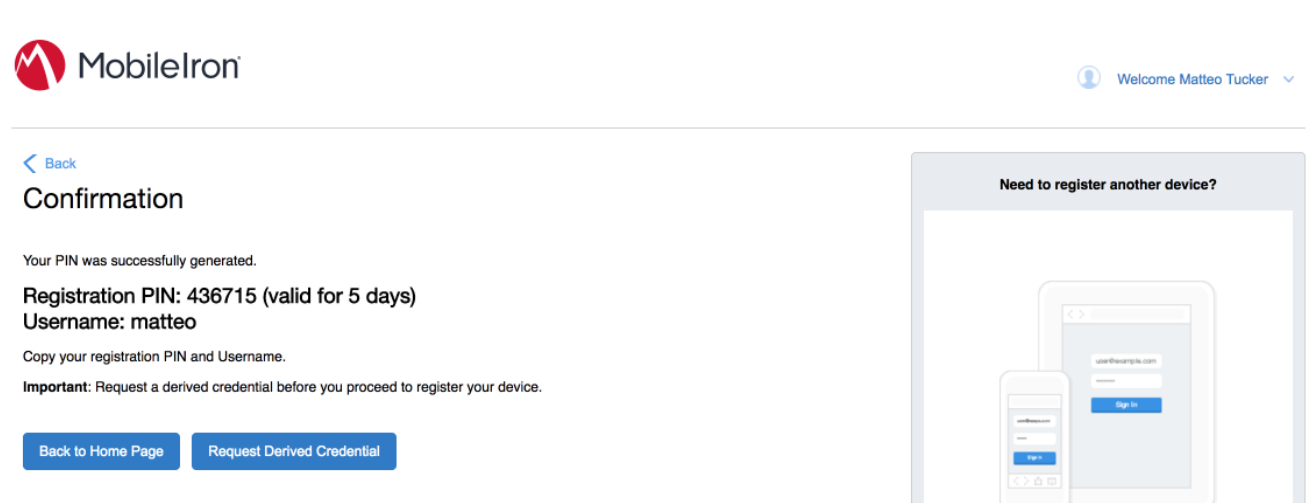 MobileIron
Welcome Matteo Tucker
Back
Confirmation
Your PIN was successfully generated.
Registration PIN: 436715 (valid for 5 days)
Username: matteo
Copy your registration PIN and Username.
Important: Request a derived credential before you proceed to register your device.
Back to Home Page
Request Derived Credential
Need to register another device?
user@example.com
Sign In
Sign In